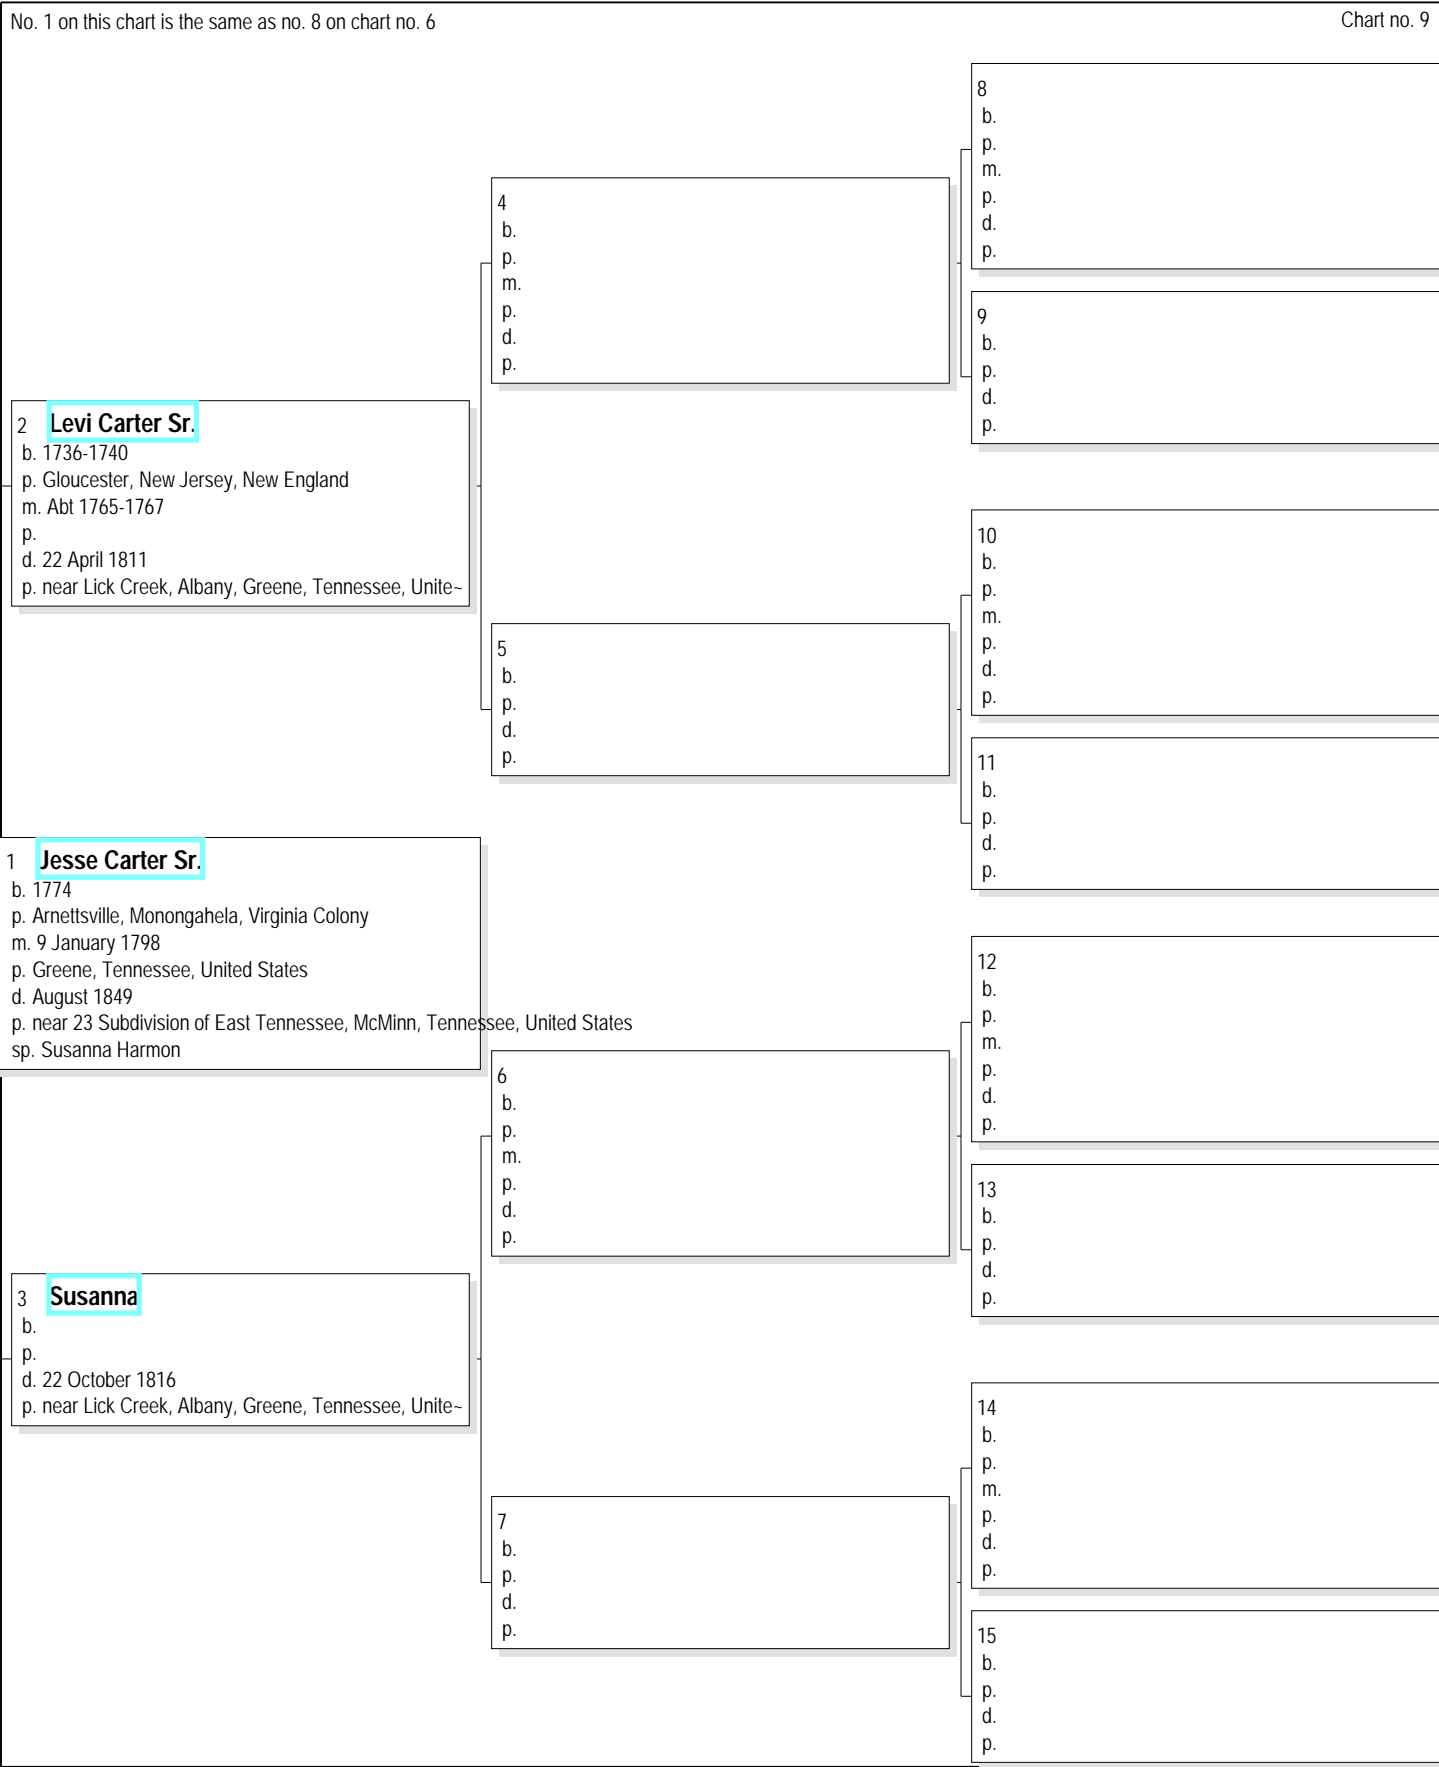 No. 1 on this chart is the same as no. 8 on chart no. 6
Chart no. 9
8
b.
p.
m.
p.
d.
p.
4
b.
p.
m.
p.
d.
p.
9
b.
p.
d.
p.
2 Levi Carter Sr.
b. 1736-1740
p. Gloucester, New Jersey, New England
m. Abt 1765-1767
p.
d. 22 April 1811
p. near Lick Creek, Albany, Greene, Tennessee, Unite~
10
b.
p.
m.
p.
d.
p.
5
b.
p.
d.
p.
11
b.
p.
d.
p.
1 Jesse Carter Sr.
b. 1774
p. Arnettsville, Monongahela, Virginia Colony
m. 9 January 1798
p. Greene, Tennessee, United States
d. August 1849
p. near 23 Subdivision of East Tennessee, McMinn, Tennessee, United States
sp. Susanna Harmon
12
b.
p.
m.
p.
d.
p.
6
b.
p.
m.
p.
d.
p.
13
b.
p.
d.
p.
3 Susanna
b.
p.
d. 22 October 1816
p. near Lick Creek, Albany, Greene, Tennessee, Unite~
14
b.
p.
m.
p.
d.
p.
7
b.
p.
d.
p.
15
b.
p.
d.
p.